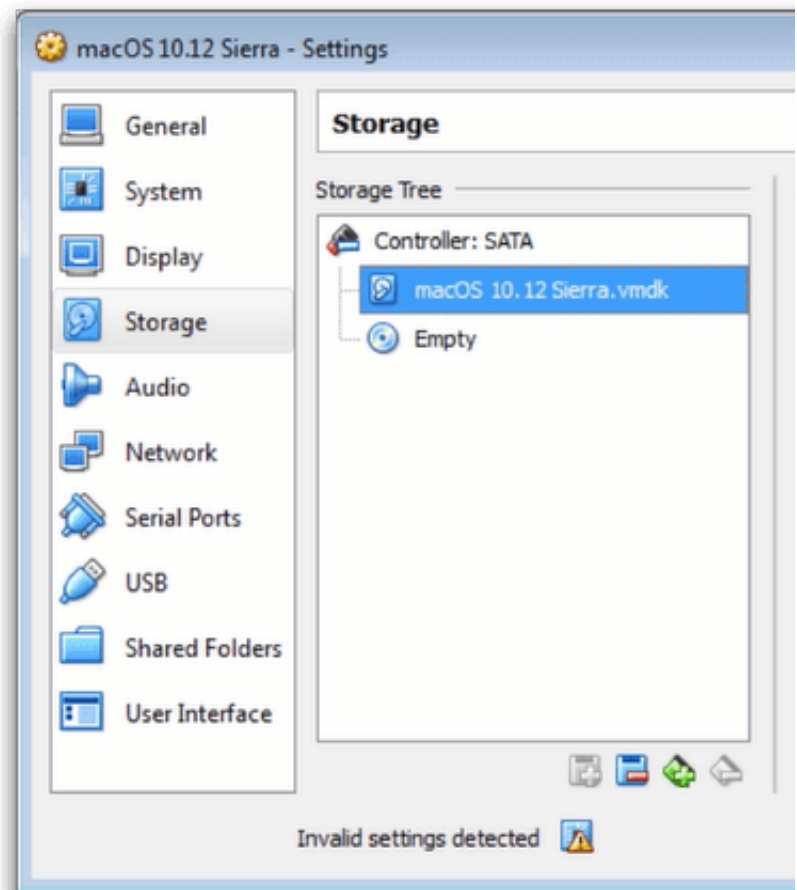 macOS 10.12 Sierra - Settings
General
System
Display
Storage
Audio
Network
Serial Ports
USB
Shared Folders
User Interface
Storage
Storage Tree
Controller: SATA
macOS 10.12 Sierra.vmdk
Empty
Invalid settings detected